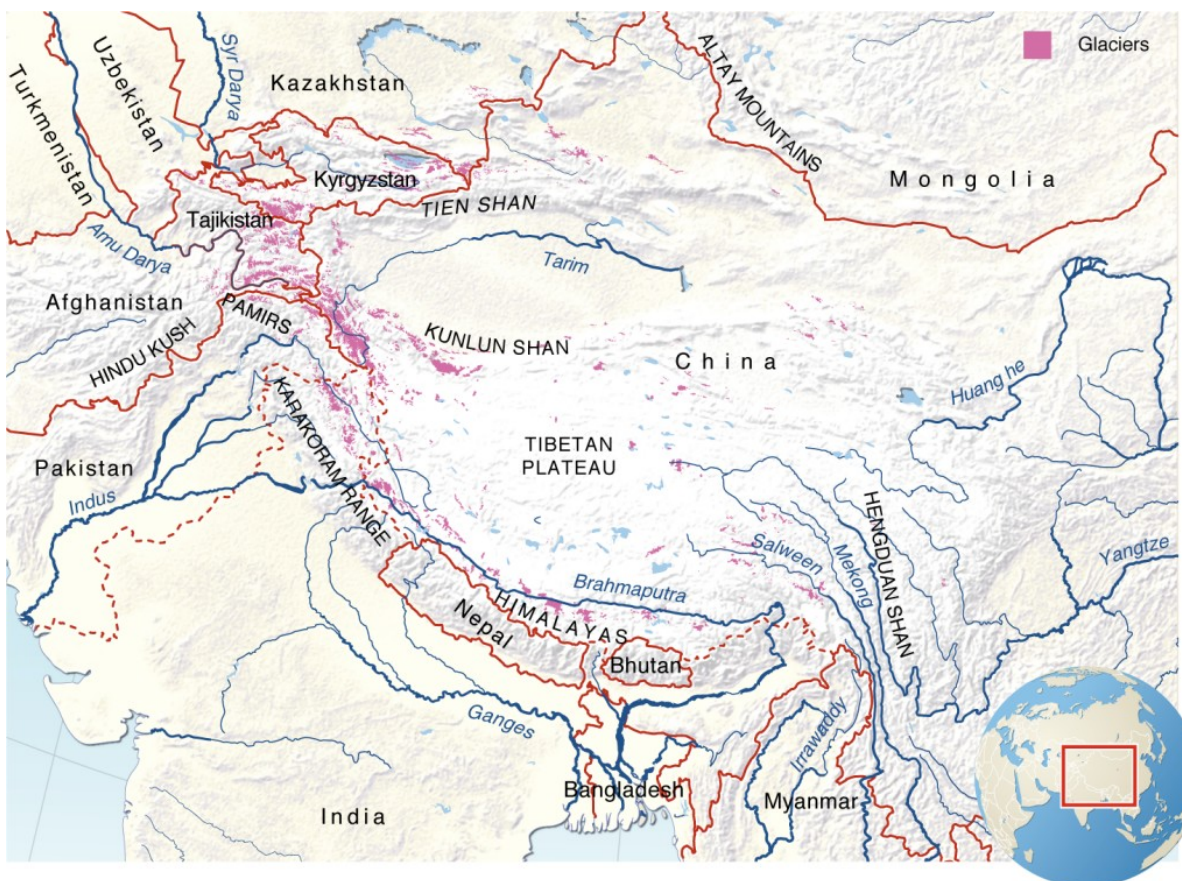 Glaciers
Kazakhstan
Syr Darya
Uzbekistan
Turkmenistan
ALTAY MOUNTAINS
Mongolia
Kyrgyzstan
TIEN SHAN
Tajikistan
Amu Darya
Tarim
Afghanistan
PAMIRS
HINDU KUSH
KUNLUN SHAN
China
Huang he
KARAKORAM RANGE
TIBETAN
PLATEAU
Pakistan
Indus
HENGDUAN SHAN
Salween
Mekong
Yangtze
Brahmaputra
HIMALAYAS
Nepal
Bhutan
Ganges
Irrawaddy
Bangladesh
Myanmar
India